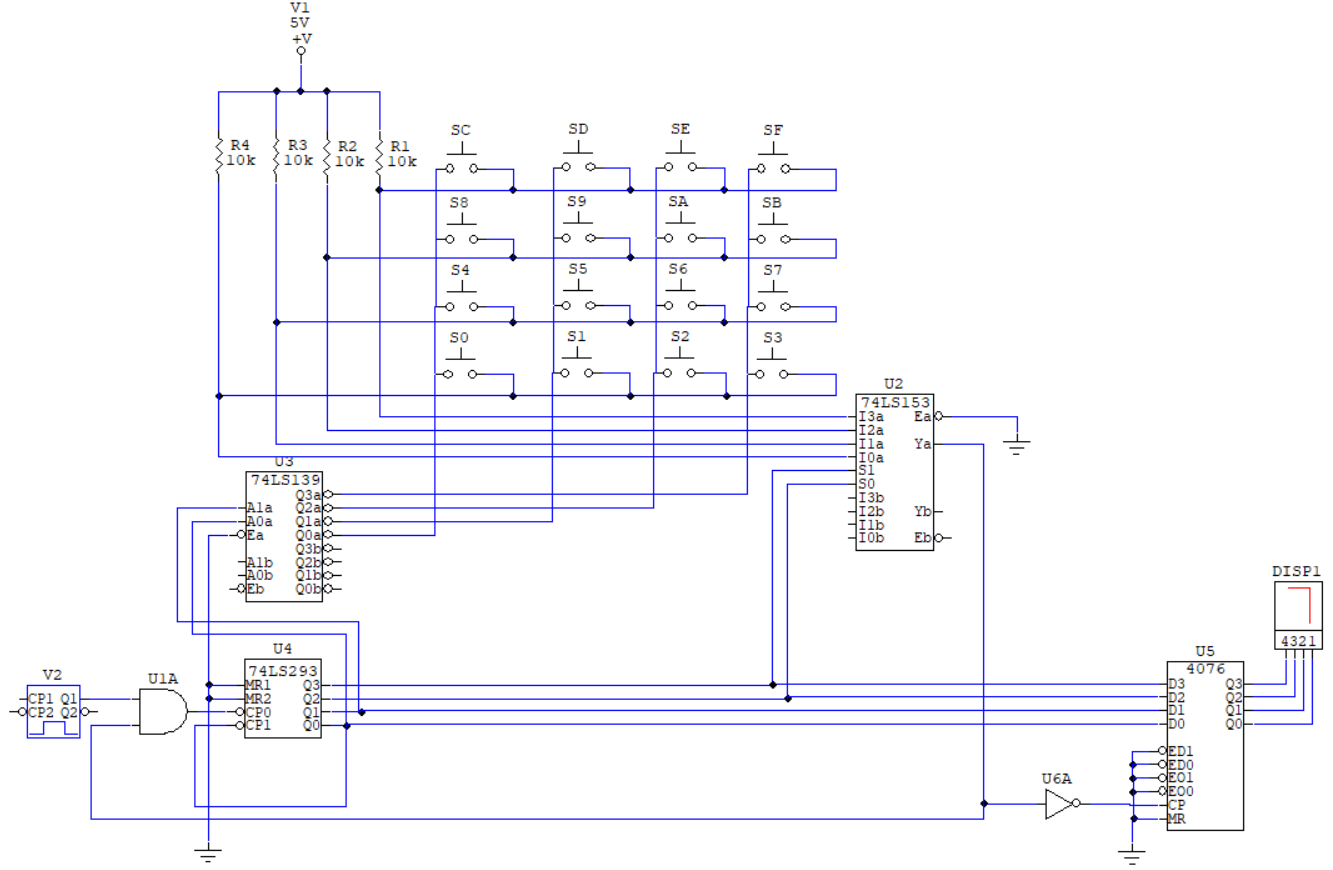 V1
5V
+V
R4
10k
R3
10k
R2
10k
R1
10k
SC
SD
SE
SF
S8
S9
SA
SB
S4
S5
S6
S7
S0
S1
S2
S3
U2
74LS153
I3a Ea
I2a
I1a Ya
I0a
S1
S0
I3b
I2b Yb
I1b
I0b Eb
U3
74LS139
Q3a
A1a Q2a
A0a Q1a
Ea Q0a
Q3b
A1b Q2b
A0b Q1b
Eb Q0b
U4
74LS293
MR1 Q3
MR2 Q2
CP0 Q1
CP1 Q0
V2
CP1 Q1
CP2 Q2
U1A
U6A
U5
4076
D3 Q3
D2 Q2
D1 Q1
D0 Q0
ED1
ED0
EO1
EO0
CP
MR
DISP1
4321